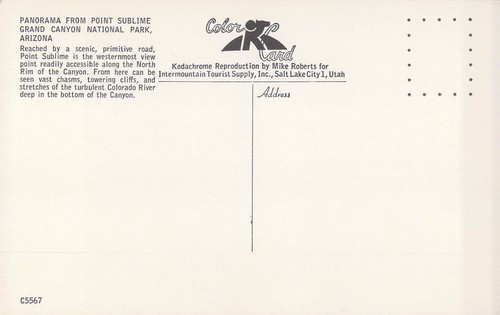 PANORAMA FROM POINT SUBLIME
GRAND CANYON NATIONAL PARK,
ARIZONA
Reached by a scenic, primitive road,
Point Sublime is the westernmost view
point readily accessible along the North
Rim of the Canyon. From here can be
seen vast chasms, towering cliffs, and
stretches of the turbulent Colorado River
deep in the bottom of the Canyon.
Color
Card
Kodachrome Reproduction by Mike Roberts for
Intermountain Tourist Supply, Inc., Salt Lake City 1, Utah
Address
C5567